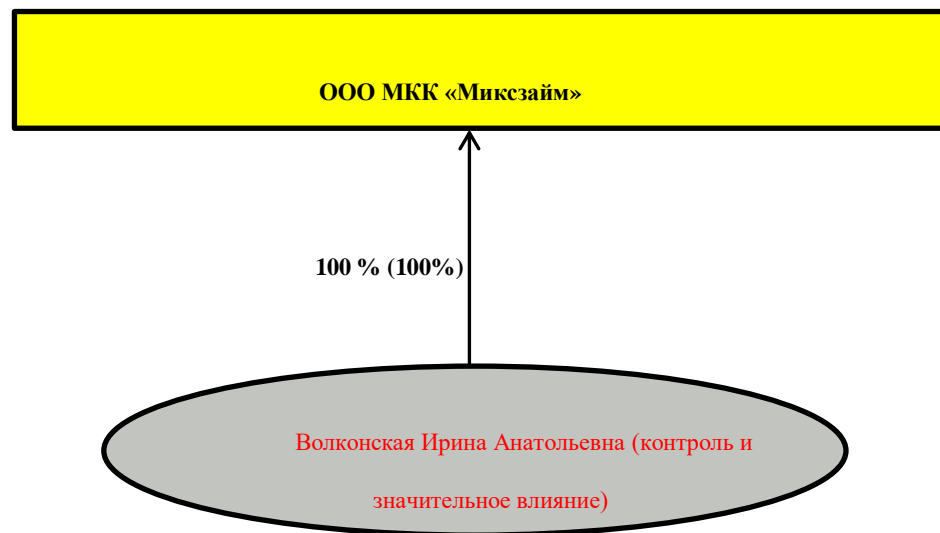 ООО МКК «Миксзайм»
100 % (100%)
Волконская Ирина Анатольевна (контроль и
значительное влияние)